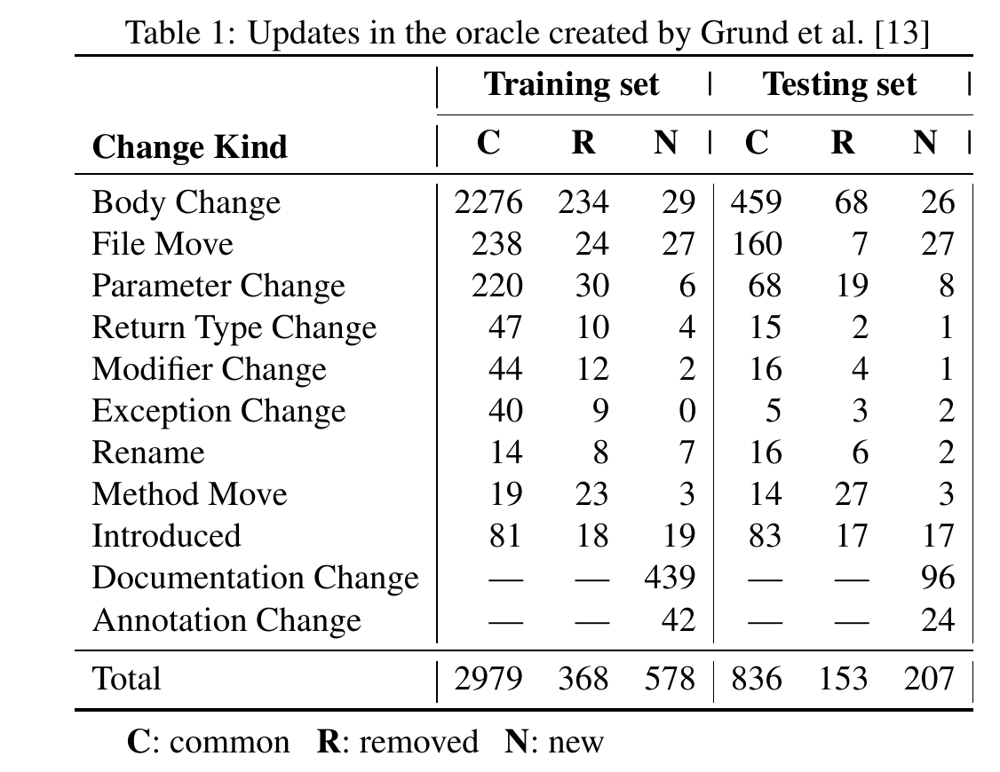 Table 1: Updates in the oracle created by Grund et al. [13]
Training set | Testing set |
Change Kind C R N | C R N |
Body Change 2276 234 29 459 68 26
File Move 238 24 27 160 7 27
Parameter Change 220 30 6 68 19 8
Return Type Change 47 10 4 15 2 1
Modifier Change 44 12 2 16 4 1
Exception Change 40 9 0 5 3 2
Rename 14 8 7 16 6 2
Method Move 19 23 3 14 27 3
Introduced 81 18 19 83 17 17
Documentation Change — — 439 — — 96
Annotation Change — — 42 — — 24
Total 2979 368 578 836 153 207
C: common R: removed N: new